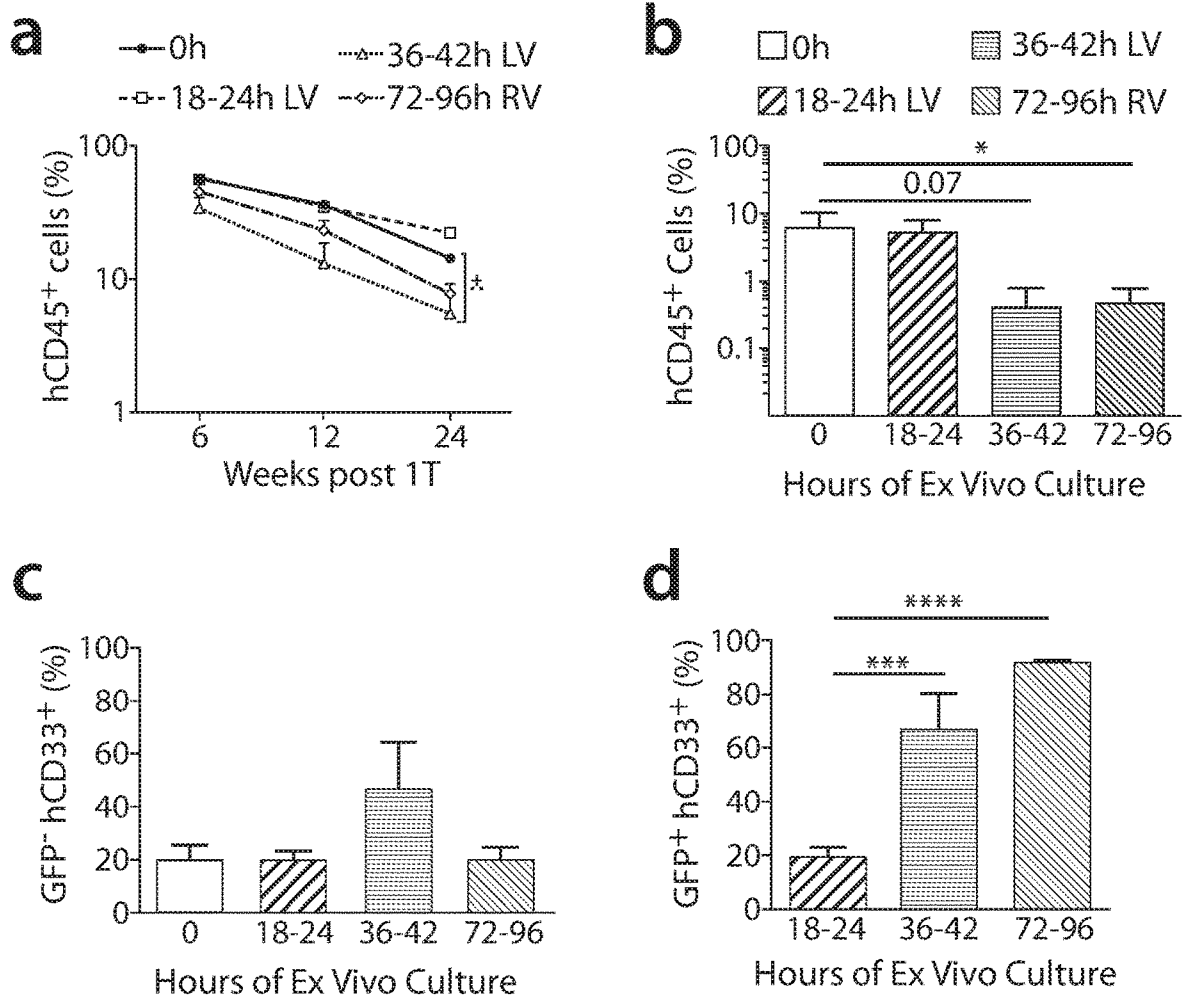 a
0h
36-42h LV
18-24h LV
72-96h RV
hCD45+ cells (%)
100
10
1
*
6 12 24
Weeks post 1T
b
0h
36-42h LV
18-24h LV
72-96h RV
hCD45+ Cells (%)
100
10
1
0.1
*
0.07
0 18-24 36-42 72-96
Hours of Ex Vivo Culture
c
GFP- hCD33+ (%)
100
80
60
40
20
0
0 18-24 36-42 72-96
Hours of Ex Vivo Culture
d
GFP+ hCD33+ (%)
100
80
60
40
20
0
****
***
18-24 36-42 72-96
Hours of Ex Vivo Culture